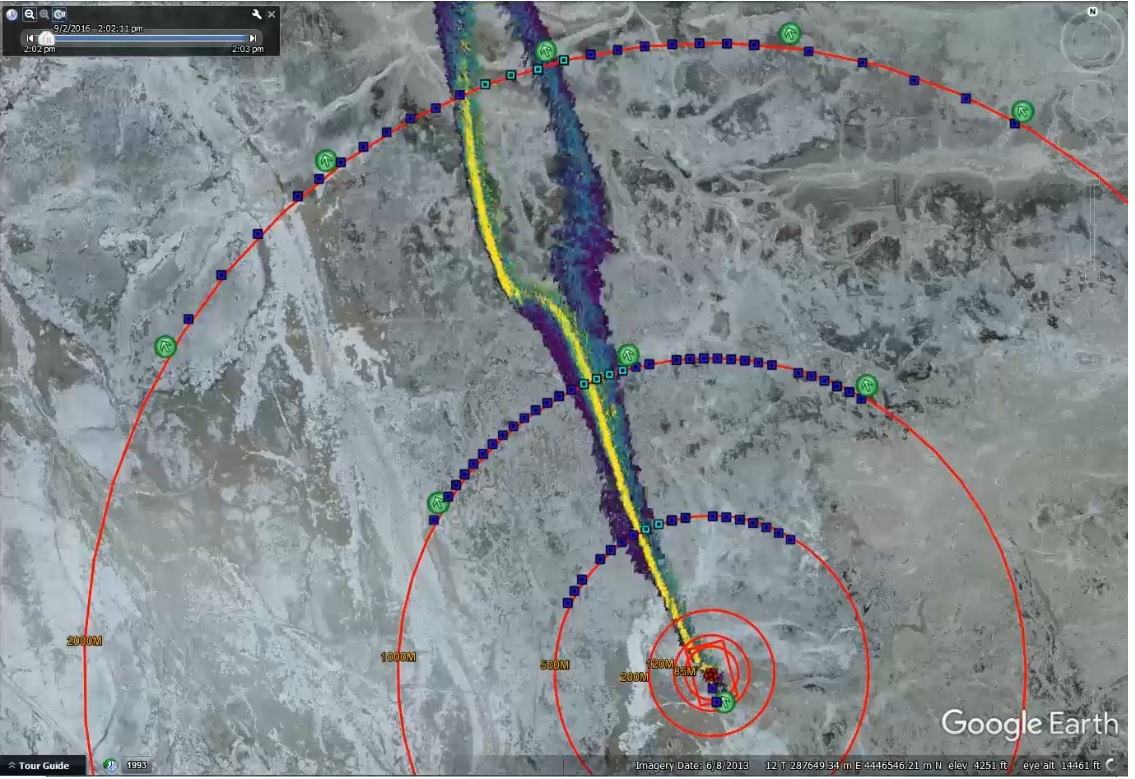 9/2/2016 2:02:11 pm
2:02 pm 2:03 pm
N
2000M
1000M
500M
200M
120M
85M
Google Earth
Tour Guide
1993
Imagery Date: 6/8/2013 12 T 287649.34 m E 4446546.21 m N elev 4251 ft eye alt 14461 ft